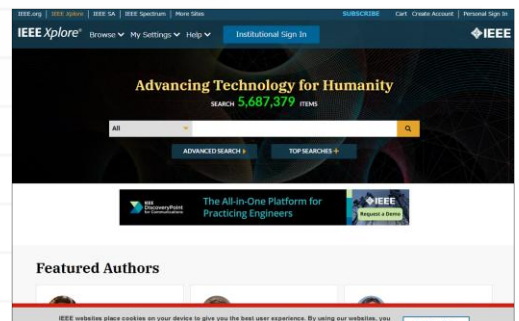 IEEE.org | IEEE Xplore | IEEE SA | IEEE Spectrum | More Sites SUBSCRIBE Cart Create Account | Personal Sign In
IEEE Xplore® Browse My Settings Help Institutional Sign In IEEE
Advancing Technology for Humanity
SEARCH 5,687,379 ITEMS
All
ADVANCED SEARCH TOP SEARCHES +
IEEE DiscoveryPoint for Communications
The All-in-One Platform for
Practicing Engineers
IEEE
Request a Demo
Featured Authors
IEEE websites place cookies on your device to give you the best user experience. By using our websites, you